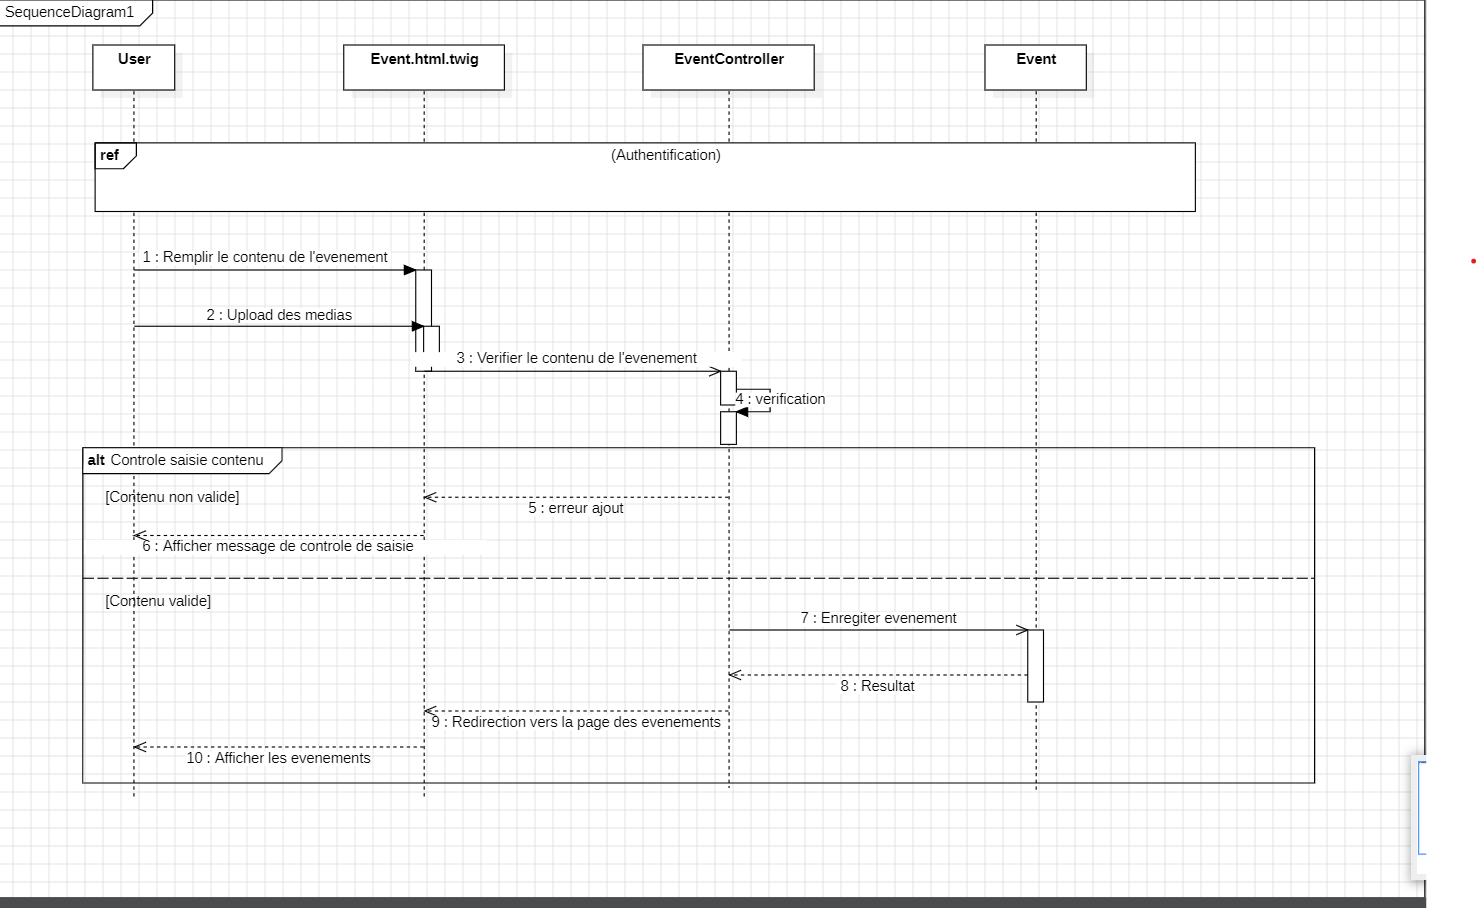 SequenceDiagram1
User
Event.html.twig
EventController
Event
ref
(Authentification)
1 : Remplir le contenu de l'evenement
2 : Upload des medias
3 : Verifier le contenu de l'evenement
4 : verification
alt Controle saisie contenu
[Contenu non valide]
5 : erreur ajout
6 : Afficher message de controle de saisie
[Contenu valide]
7 : Enregiter evenement
8 : Resultat
9 : Redirection vers la page des evenements
10 : Afficher les evenements